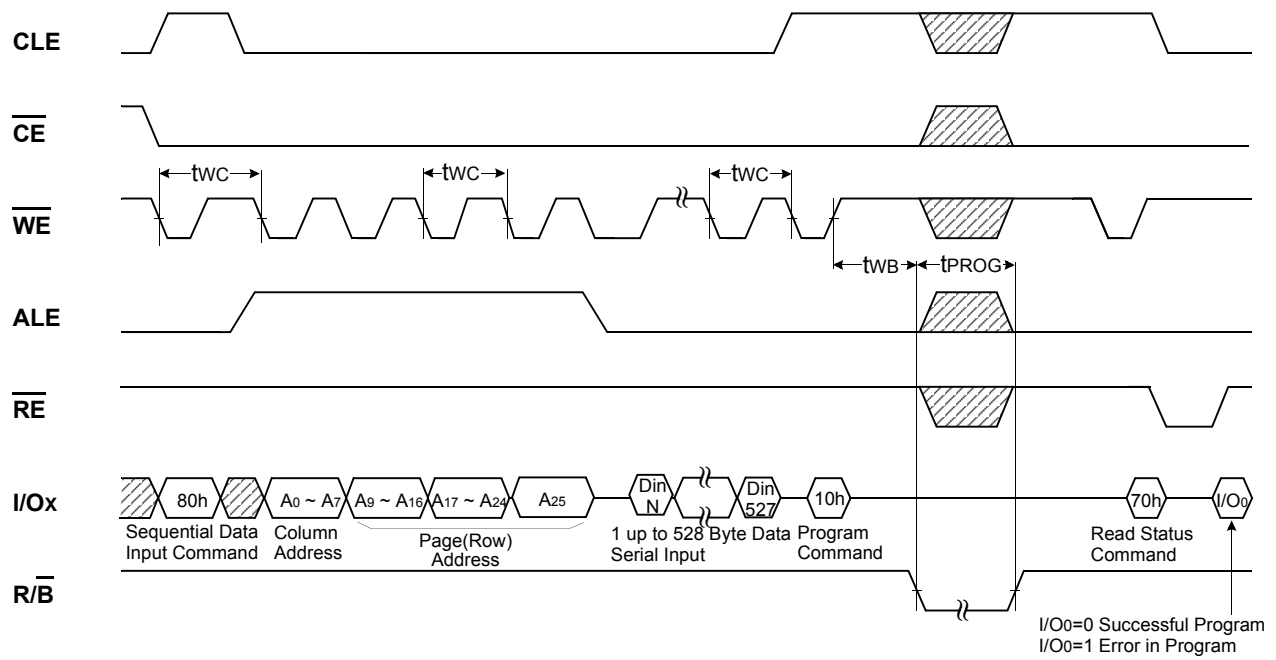 CLE
CE
tWC
tWC
tWC
WE
tWB
tPROG
ALE
RE
I/Ox
80h
A0 ~ A7
A9 ~ A16
A17 ~ A24
A25
Din
N
Din
527
10h
70h
I/O0
Sequential Data
Input Command
Column
Address
Page(Row)
Address
1 up to 528 Byte Data
Serial Input
Program
Command
Read Status
Command
R/B
I/O0=0 Successful Program
I/O0=1 Error in Program